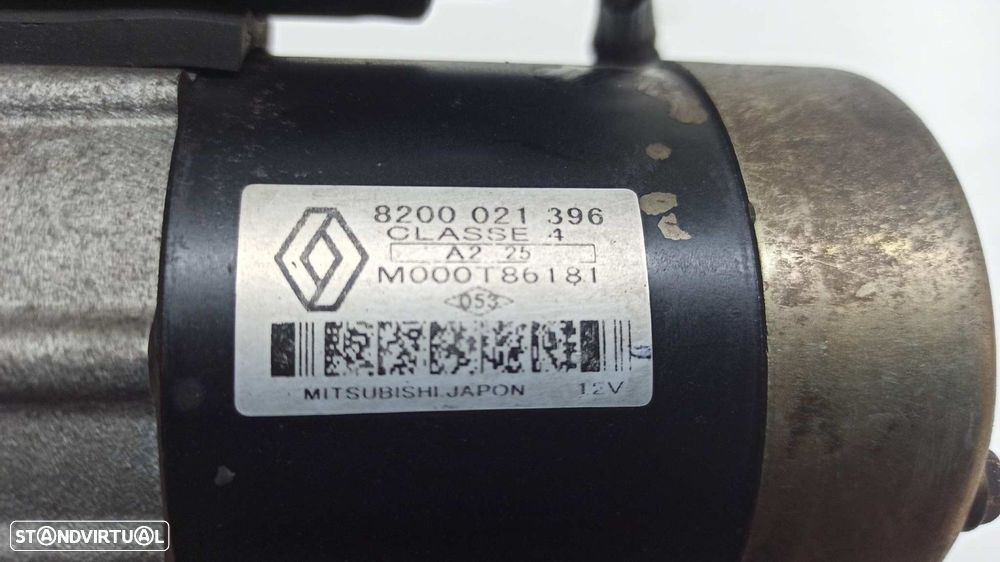 8200 021 396
CLASSE 4
A2 25
M000T86181
053
MITSUBISHI.JAPON 12V
STANDVIRTUAL